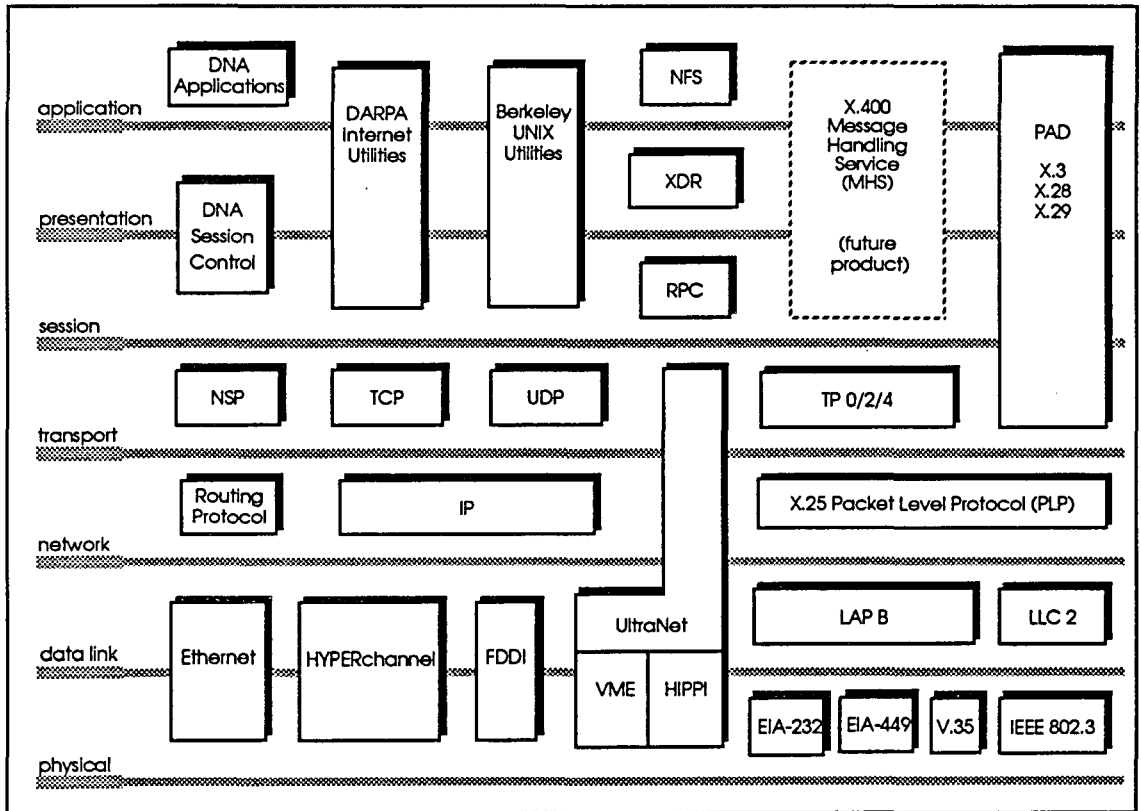 DNA
Applications
NFS
application
DARPA
Internet
Utilities
Berkeley
UNIX
Utilities
X.400
Message
Handling
Service
(MHS)
(future
product)
PAD
X.3
X.28
X.29
XDR
presentation
DNA
Session
Control
RPC
session
NSP
TCP
UDP
TP 0/2/4
transport
Routing
Protocol
IP
X.25 Packet Level Protocol (PLP)
network
LAP B
LLC 2
UltraNet
data link
Ethernet
HYPERchannel
FDDI
VME
HIPPI
EIA-232
EIA-449
V.35
IEEE 802.3
physical